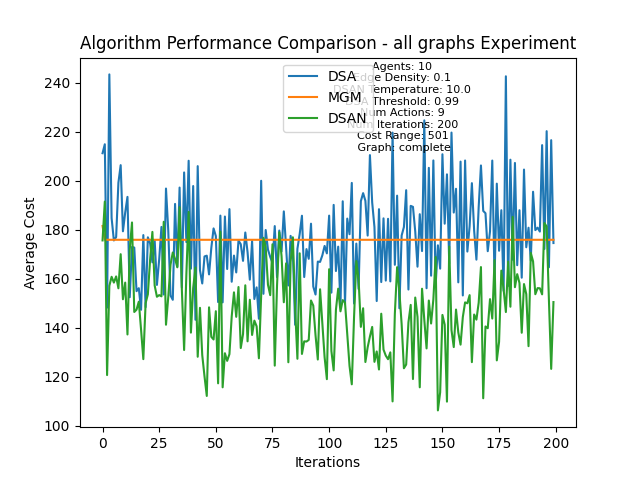 Algorithm Performance Comparison - all graphs Experiment
Average Cost
240
220
200
180
160
140
120
100
0
25
50
75
100
125
150
175
200
Iterations
DSA
MGM
DSAN
Agents: 10
Edge Density: 0.1
DSAN Temperature: 10.0
DSA Threshold: 0.99
Num Actions: 9
Num Iterations: 200
Cost Range: 501
Graph: complete